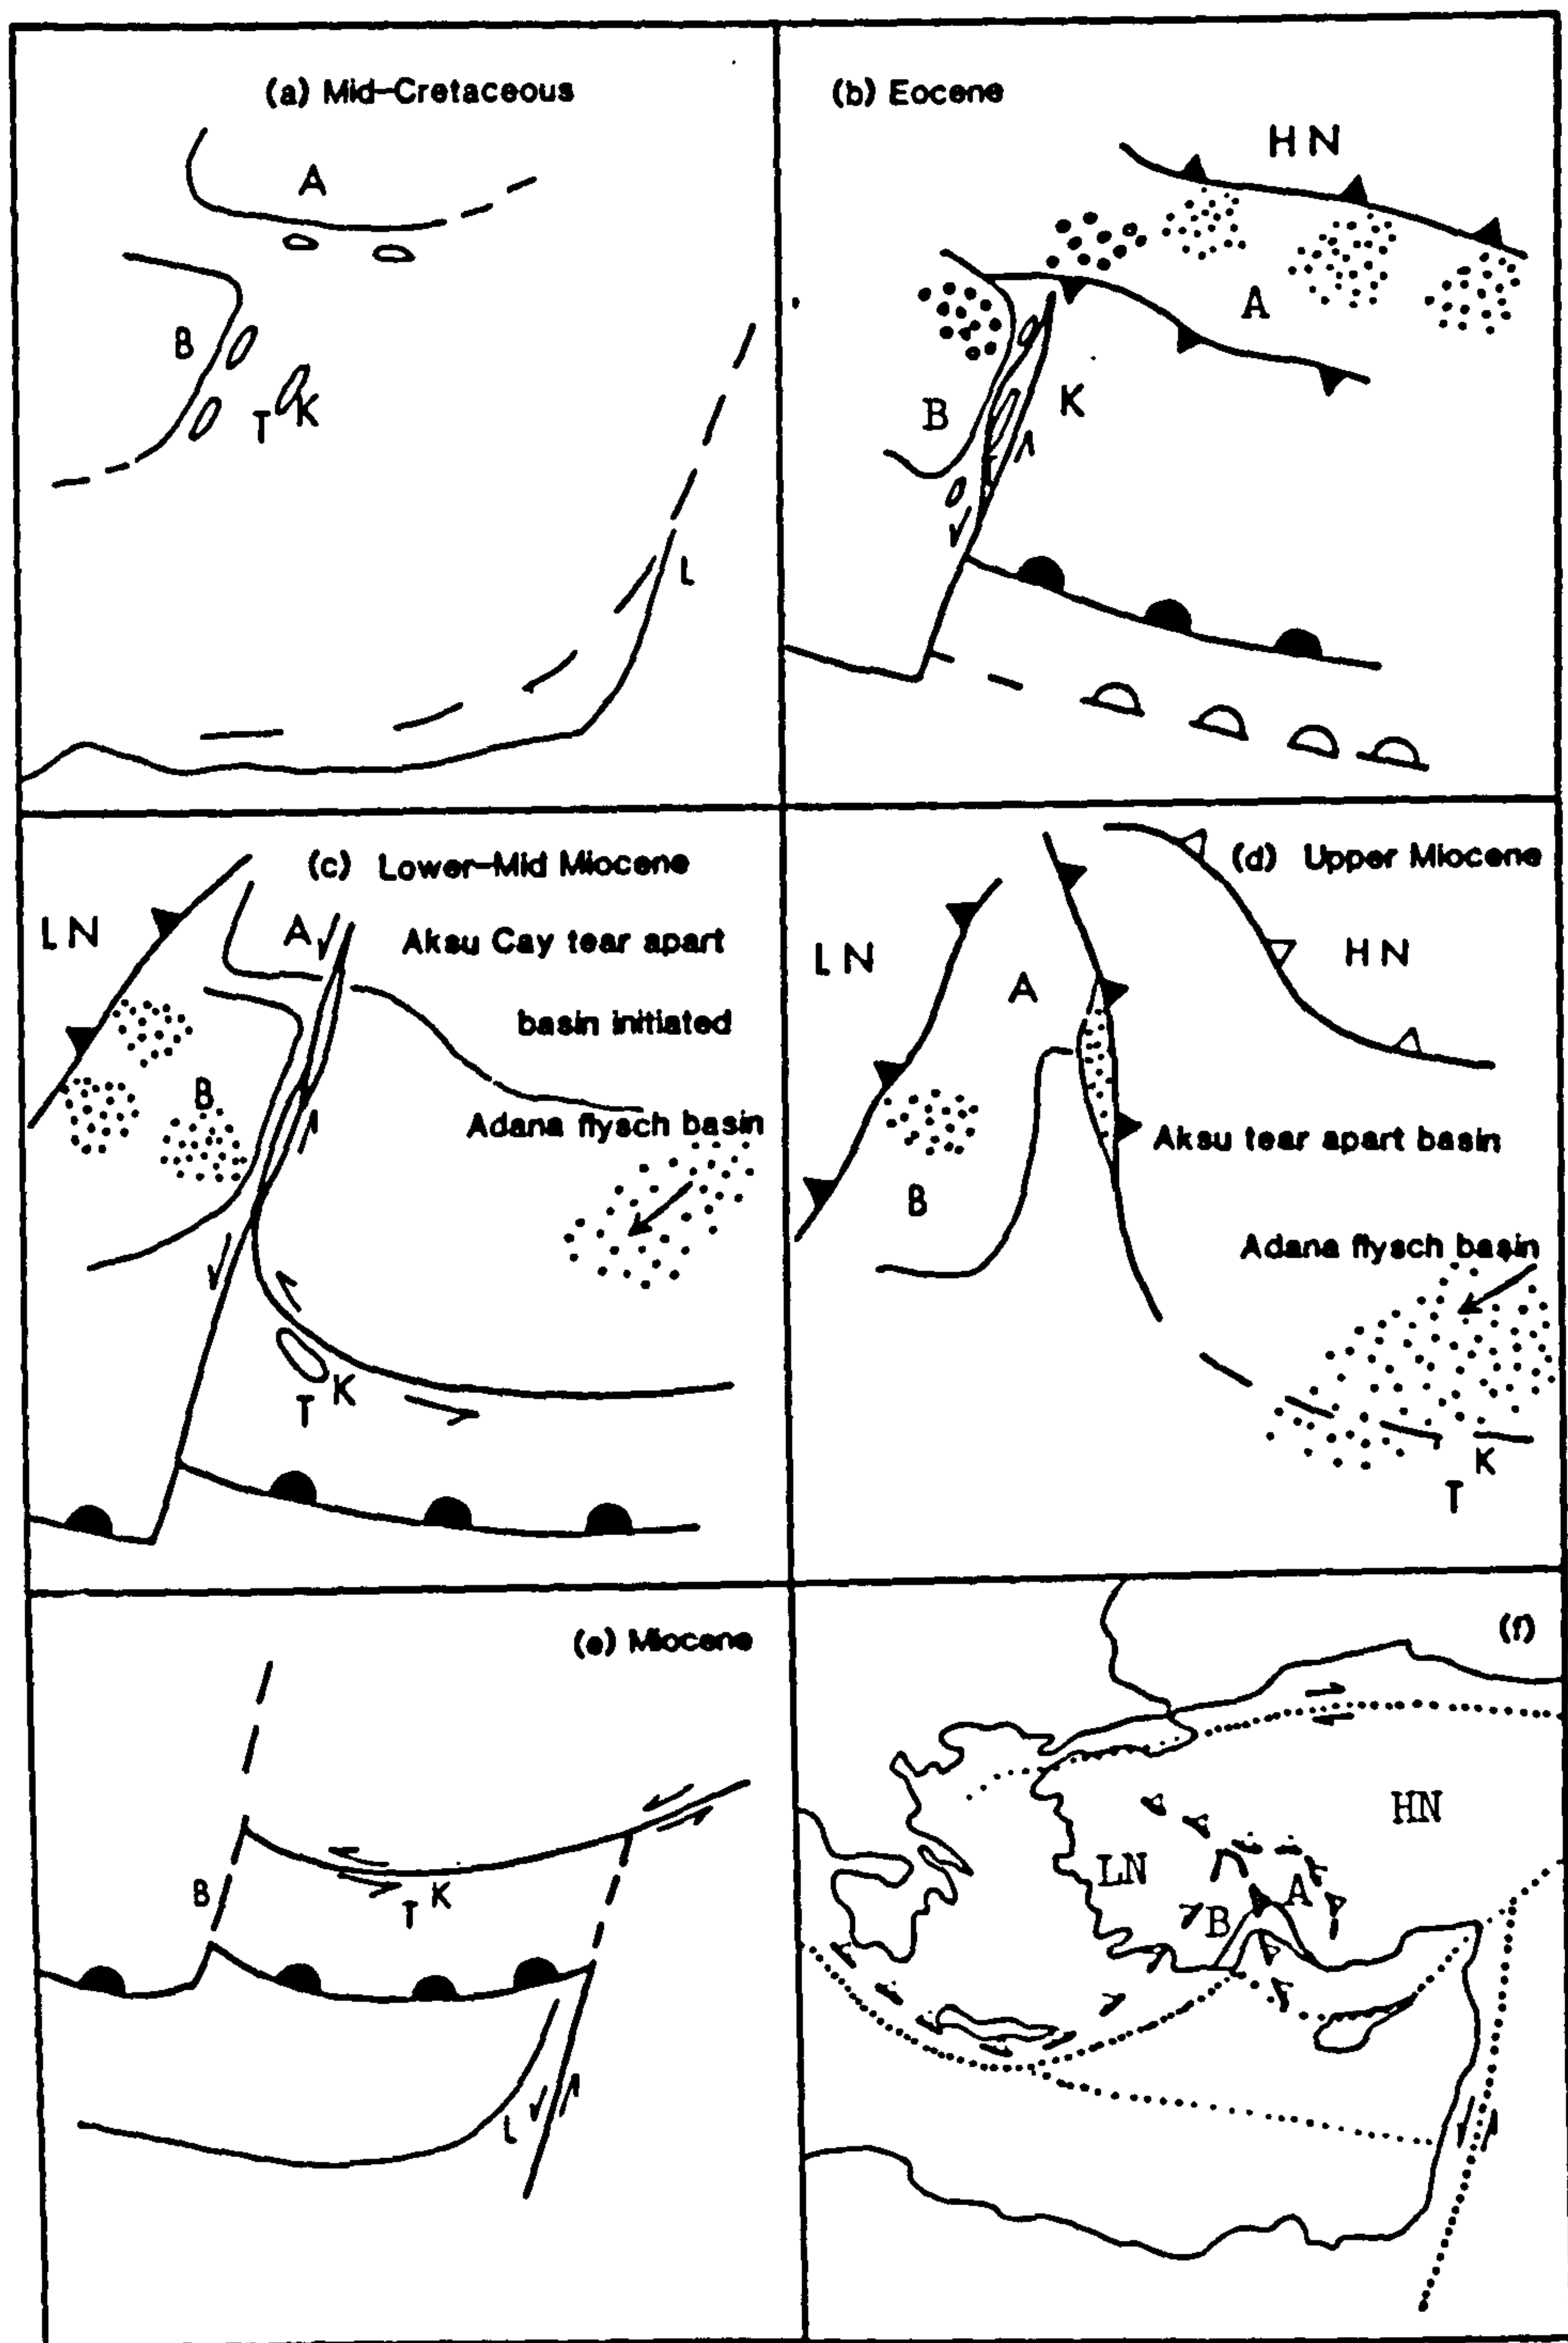 (a) Mid-Cretaceous
A
B
T K
L
(b) Eocene
HN
A
B
K
(c) Lower-Mid Miocene
LN
A
Aksu Cay tear apart
basin initiated
B
Adana flysch basin
K
T
(d) Upper Miocene
LN
HN
A
Aksu tear apart basin
B
Adana flysch basin
K
T
(e) Miocene
B
T K
L
(f)
HN
LN
A
B